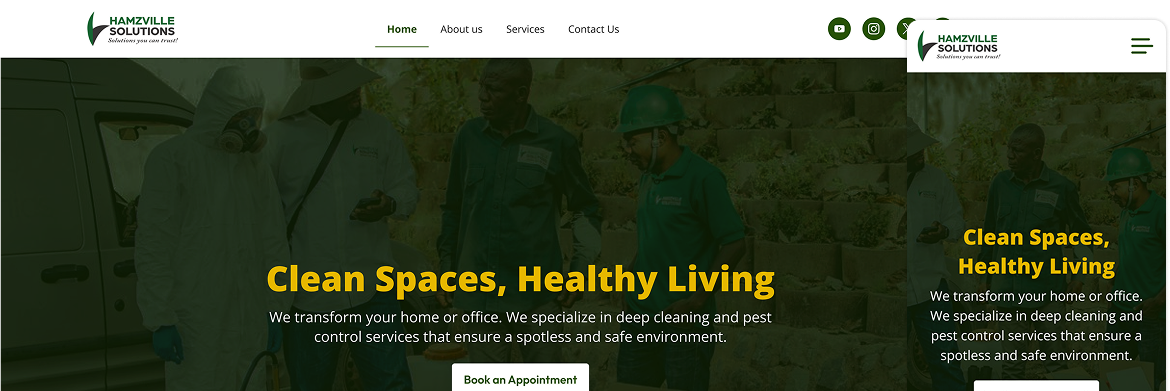 HAMZVILLE
SOLUTIONS
Solutions you can trust!
Home
About us
Services
Contact Us
Clean Spaces, Healthy Living
We transform your home or office. We specialize in deep cleaning and pest
control services that ensure a spotless and safe environment.
Book an Appointment
HAMZVILLE
SOLUTIONS
Solutions you can trust!
Clean Spaces,
Healthy Living
We transform your home or office.
We specialize in deep cleaning and
pest control services that ensure a
spotless and safe environment.